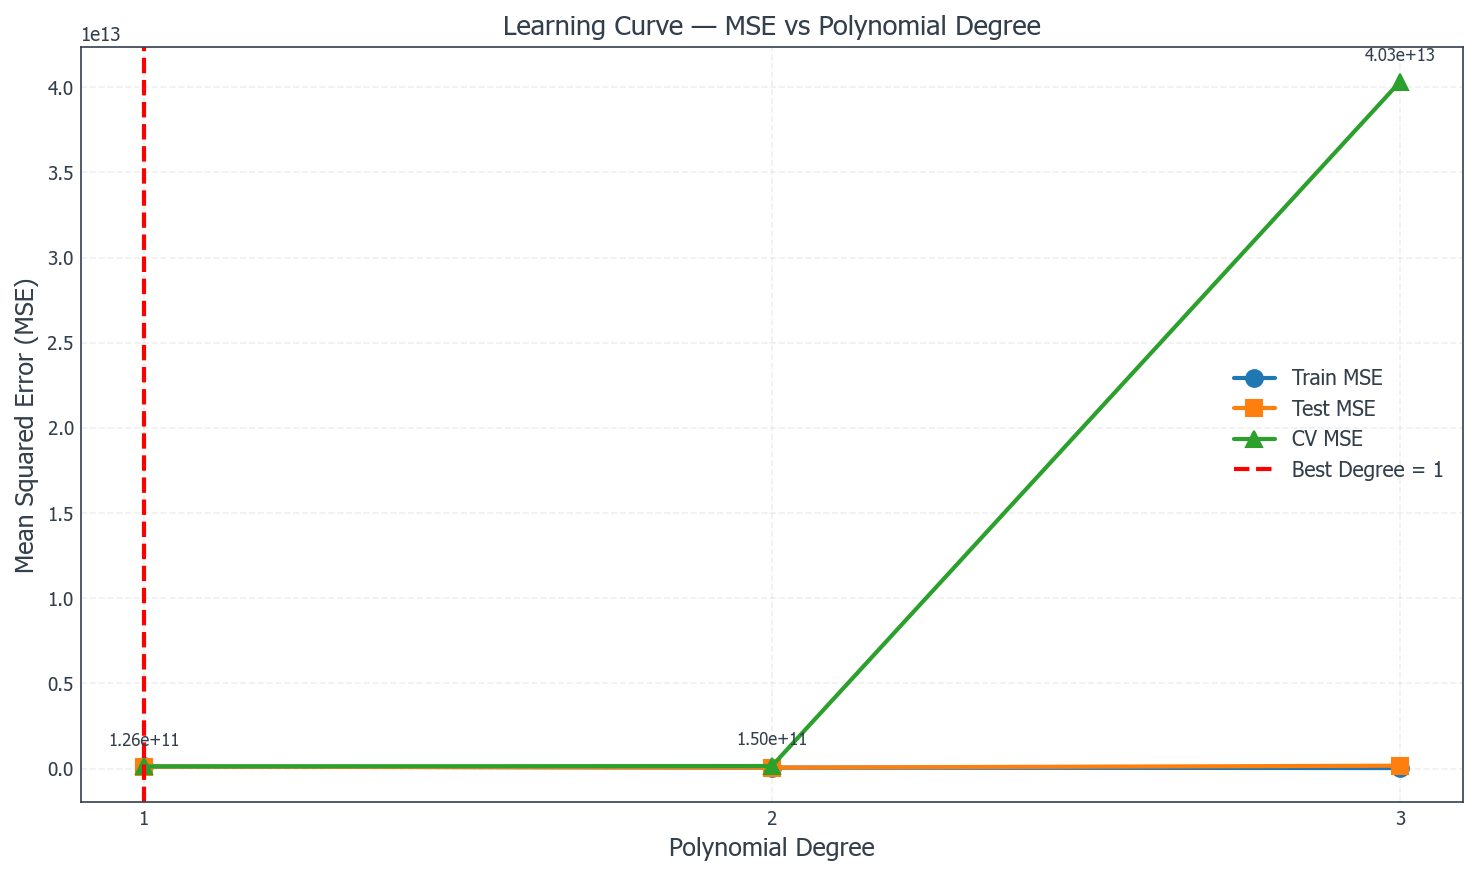 Learning Curve — MSE vs Polynomial Degree
1e13
4.03e+13
4.0
3.5
3.0
2.5
2.0
1.5
1.0
0.5
0.0
Mean Squared Error (MSE)
Train MSE
Test MSE
CV MSE
Best Degree = 1
1.26e+11
1.50e+11
1
2
3
Polynomial Degree